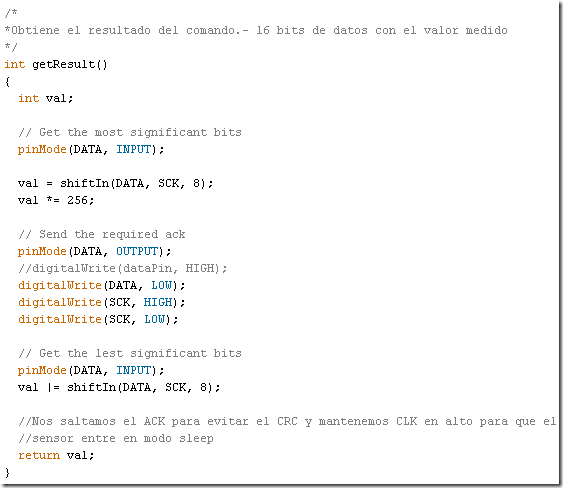 /*
*Obtiene el resultado del comando.- 16 bits de datos con el valor medido
*/
int getResult()
{
int val;
// Get the most significant bits
pinMode(DATA, INPUT);
val = shiftIn(DATA, SCK, 8);
val *= 256;
// Send the required ack
pinMode(DATA, OUTPUT);
//digitalWrite(dataPin, HIGH);
digitalWrite(DATA, LOW);
digitalWrite(SCK, HIGH);
digitalWrite(SCK, LOW);
// Get the lest significant bits
pinMode(DATA, INPUT);
val |= shiftIn(DATA, SCK, 8);
//Nos saltamos el ACK para evitar el CRC y mantenemos CLK en alto para que el
//sensor entre en modo sleep
return val;
}